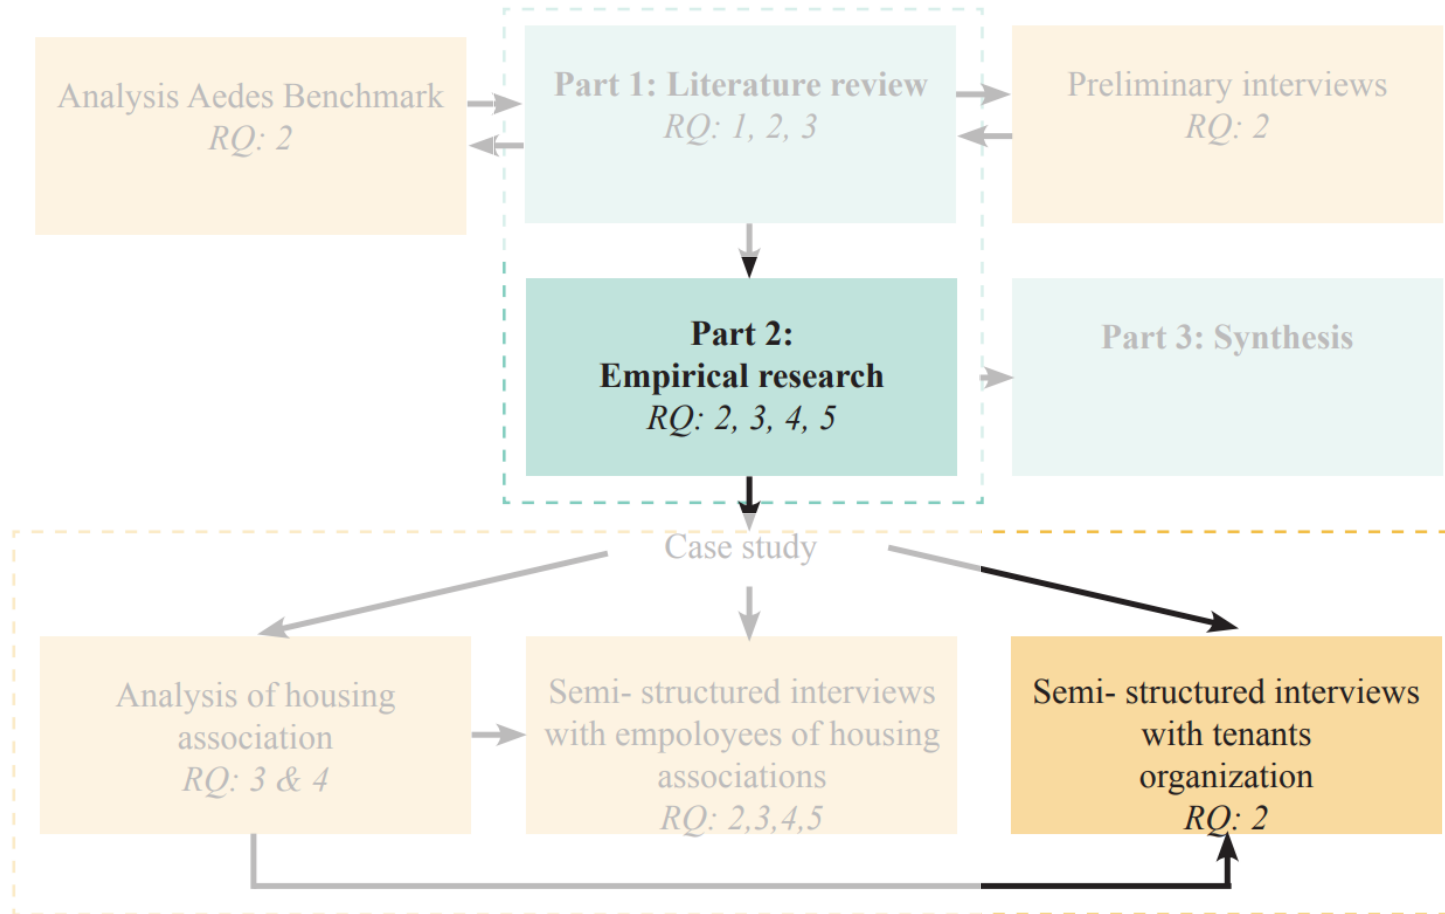 Analysis Aedes Benchmark
RQ: 2
Part 1: Literature review
RQ: 1, 2, 3
Preliminary interviews
RQ: 2
Part 2:
Empirical research
RQ: 2, 3, 4, 5
Part 3: Synthesis
Case study
Analysis of housing
association
RQ: 3 & 4
Semi- structured interviews
with empoloyees of housing
associations
RQ: 2,3,4,5
Semi- structured interviews
with tenants
organization
RQ: 2